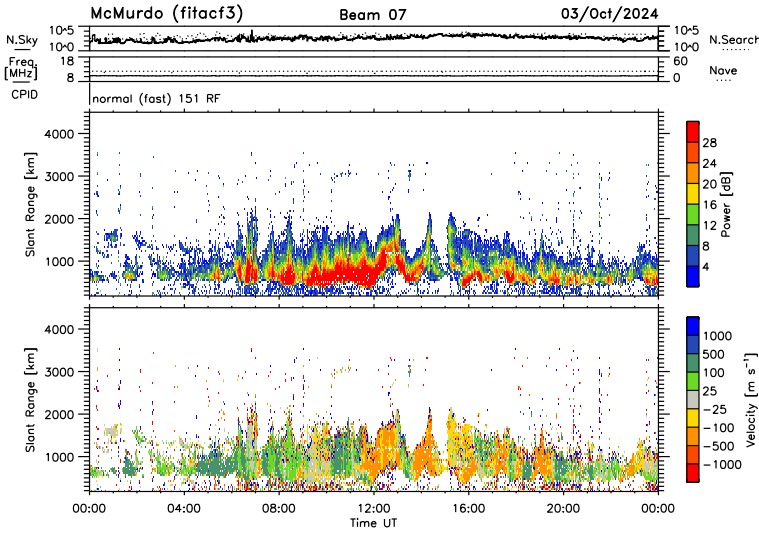 McMurdo (fitacf3) Beam 07 03/Oct/2024
N.Sky 10^5 10^0 10^5 10^0 N.Search
Freq. [MHz] 18 8 60 0 Nave
CPID normal (fast) 151 RF
Slant Range [km]
4000
3000
2000
1000
28
24
20
16
12
8
4
Power [dB]
Slant Range [km]
4000
3000
2000
1000
1000
500
100
25
−25
−100
−500
−1000
Velocity [m s⁻¹]
00:00 04:00 08:00 12:00 16:00 20:00 00:00
Time UT